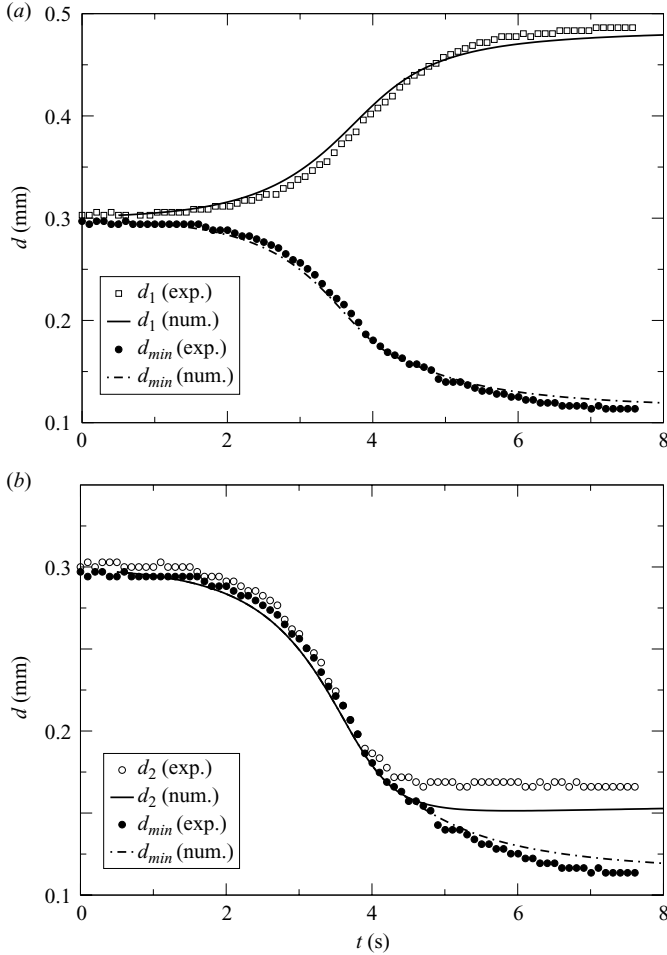 (a)
0.5
0.4
0.3
0.2
0.1
d (mm)
d₁ (exp.)
d₁ (num.)
dₘᵢₙ (exp.)
dₘᵢₙ (num.)
0 2 4 6 8
(b)
0.3
0.2
0.1
d (mm)
d₂ (exp.)
d₂ (num.)
dₘᵢₙ (exp.)
dₘᵢₙ (num.)
0 2 4 6 8
t (s)